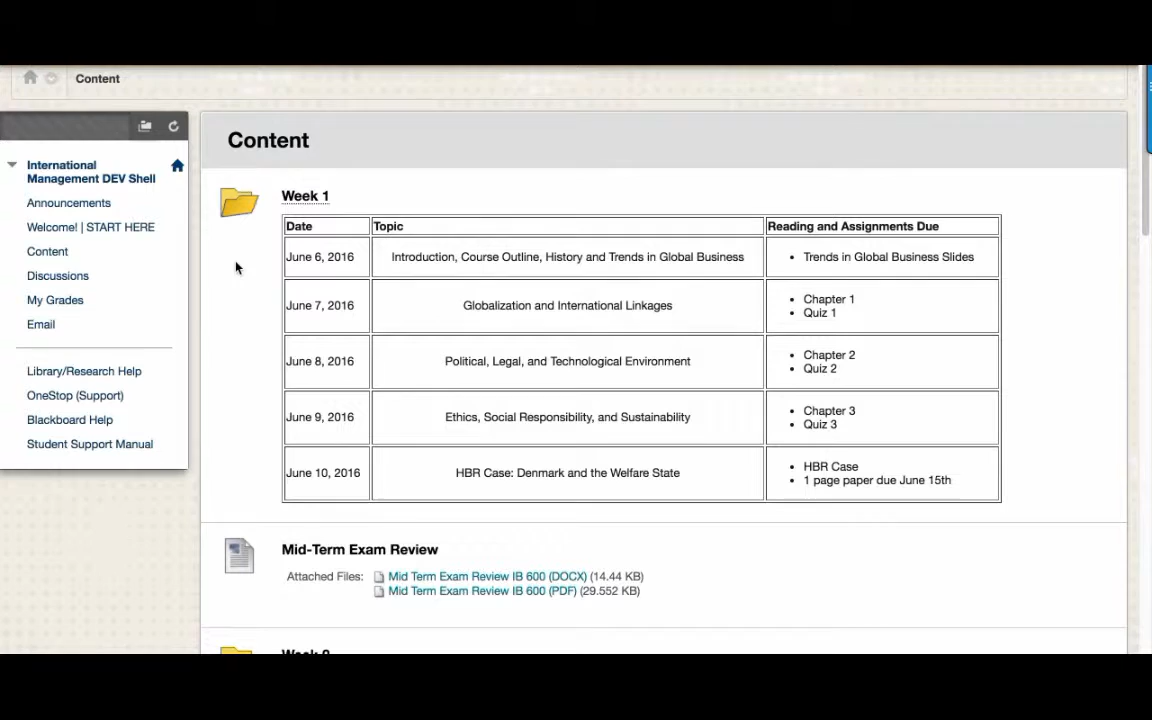 Content
International
Management DEV Shell
Announcements
Welcome! | START HERE
Content
Discussions
My Grades
Email
Library/Research Help
OneStop (Support)
Blackboard Help
Student Support Manual
Content
Week 1
Date Topic Reading and Assignments Due
June 6, 2016 Introduction, Course Outline, History and Trends in Global Business • Trends in Global Business Slides
June 7, 2016 Globalization and International Linkages • Chapter 1
• Quiz 1
June 8, 2016 Political, Legal, and Technological Environment • Chapter 2
• Quiz 2
June 9, 2016 Ethics, Social Responsibility, and Sustainability • Chapter 3
• Quiz 3
June 10, 2016 HBR Case: Denmark and the Welfare State • HBR Case
• 1 page paper due June 15th
Mid-Term Exam Review
Attached Files: Mid Term Exam Review IB 600 (DOCX) (14.44 KB)
Mid Term Exam Review IB 600 (PDF) (29.552 KB)